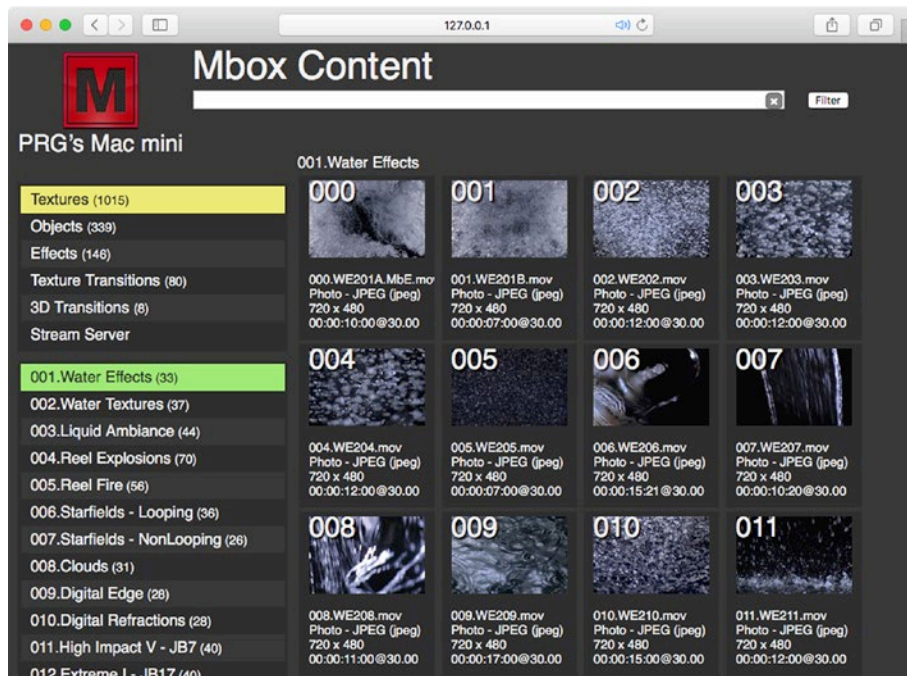 127.0.0.1
Mbox Content
M
Filter
PRG's Mac mini
Textures (1015)
Objects (339)
Effects (146)
Texture Transitions (80)
3D Transitions (8)
Stream Server
001.Water Effects (33)
002.Water Textures (37)
003.Liquid Ambiance (44)
004.Reel Explosions (70)
005.Reel Fire (56)
006.Starfields - Looping (36)
007.Starfields - NonLooping (26)
008.Clouds (31)
009.Digital Edge (28)
010.Digital Refractions (28)
011.High Impact V - JB7 (40)
012.Extreme I - JB17 (40)
001.Water Effects
000
000.WE201A.MbE.mov
Photo - JPEG (jpeg)
720 x 480
00:00:10:00@30.00
001
001.WE201B.mov
Photo - JPEG (jpeg)
720 x 480
00:00:07:00@30.00
002
002.WE202.mov
Photo - JPEG (jpeg)
720 x 480
00:00:12:00@30.00
003
003.WE203.mov
Photo - JPEG (jpeg)
720 x 480
00:00:12:00@30.00
004
004.WE204.mov
Photo - JPEG (jpeg)
720 x 480
00:00:12:00@30.00
005
005.WE205.mov
Photo - JPEG (jpeg)
720 x 480
00:00:07:00@30.00
006
006.WE206.mov
Photo - JPEG (jpeg)
720 x 480
00:00:15:21@30.00
007
007.WE207.mov
Photo - JPEG (jpeg)
720 x 480
00:00:10:20@30.00
008
008.WE208.mov
Photo - JPEG (jpeg)
720 x 480
00:00:11:00@30.00
009
009.WE209.mov
Photo - JPEG (jpeg)
720 x 480
00:00:17:00@30.00
010
010.WE210.mov
Photo - JPEG (jpeg)
720 x 480
00:00:15:00@30.00
011
011.WE211.mov
Photo - JPEG (jpeg)
720 x 480
00:00:12:00@30.00